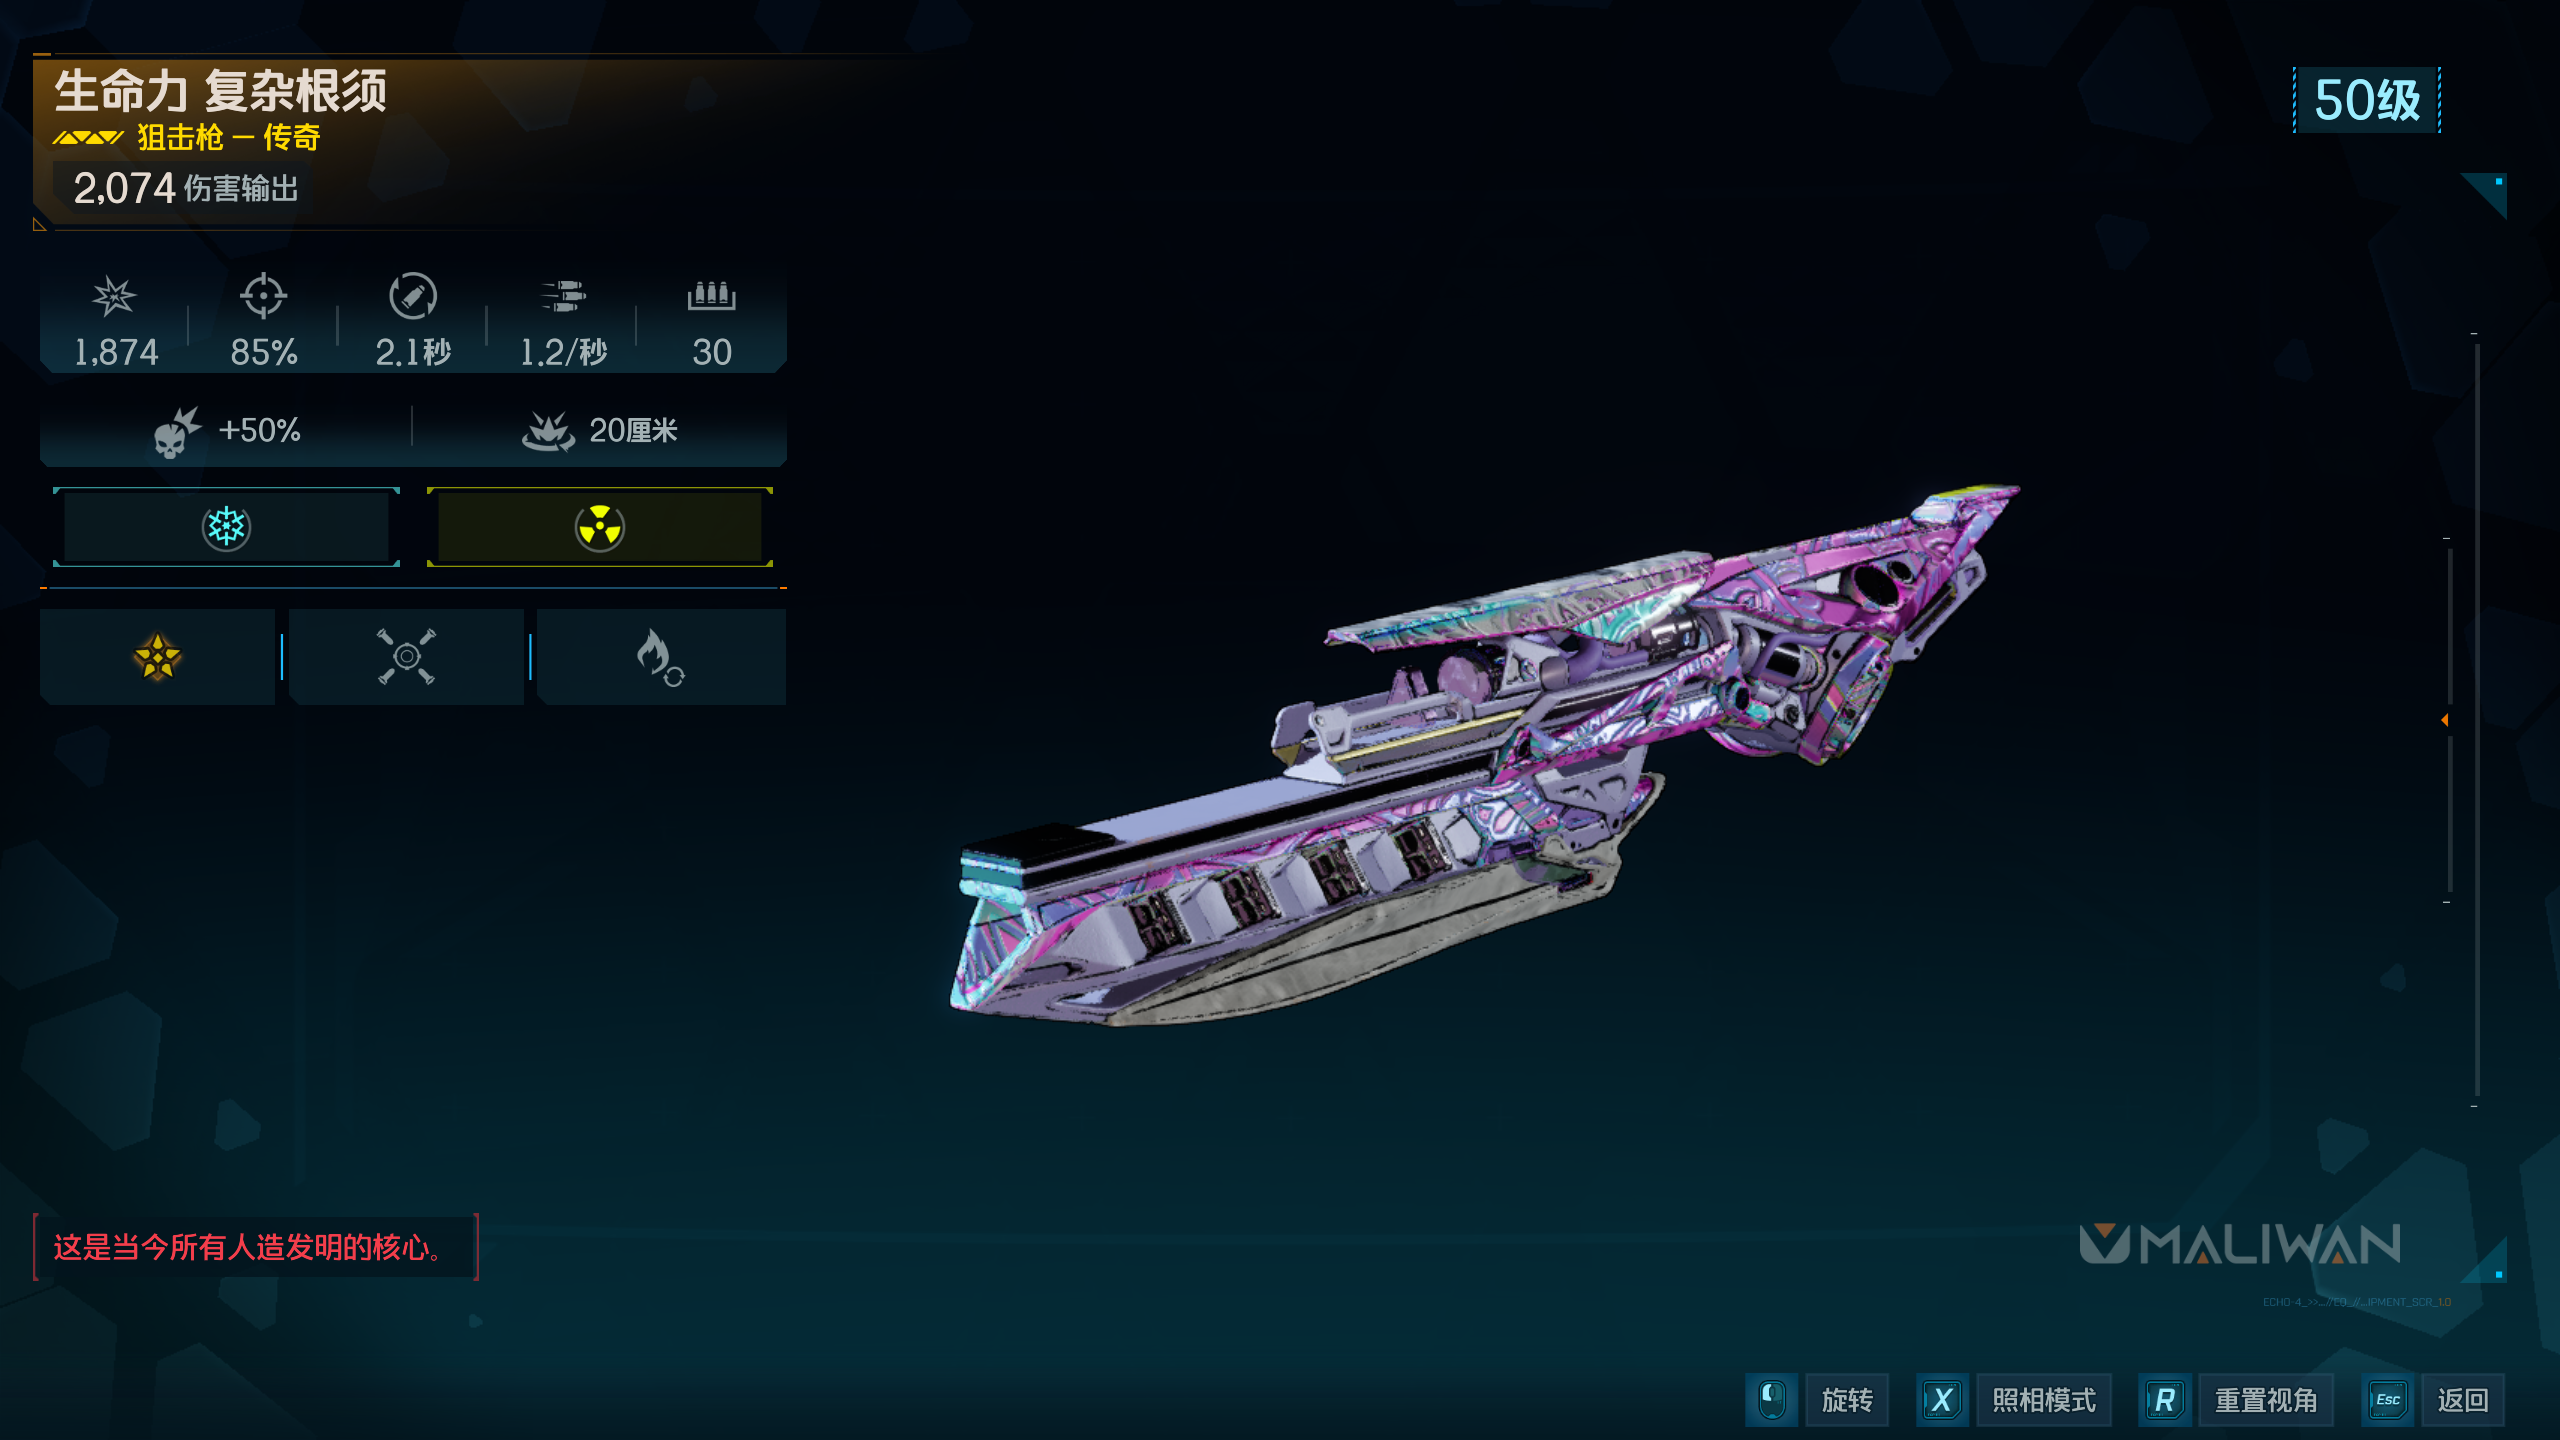 生命力 复杂根须
狙击枪 — 传奇
2,074 伤害输出
50级
1,874
85%
2.1秒
1.2/秒
30
+50%
20厘米
这是当今所有人造发明的核心。
MALIWAN
旋转
X
照相模式
R
重置视角
Esc
返回